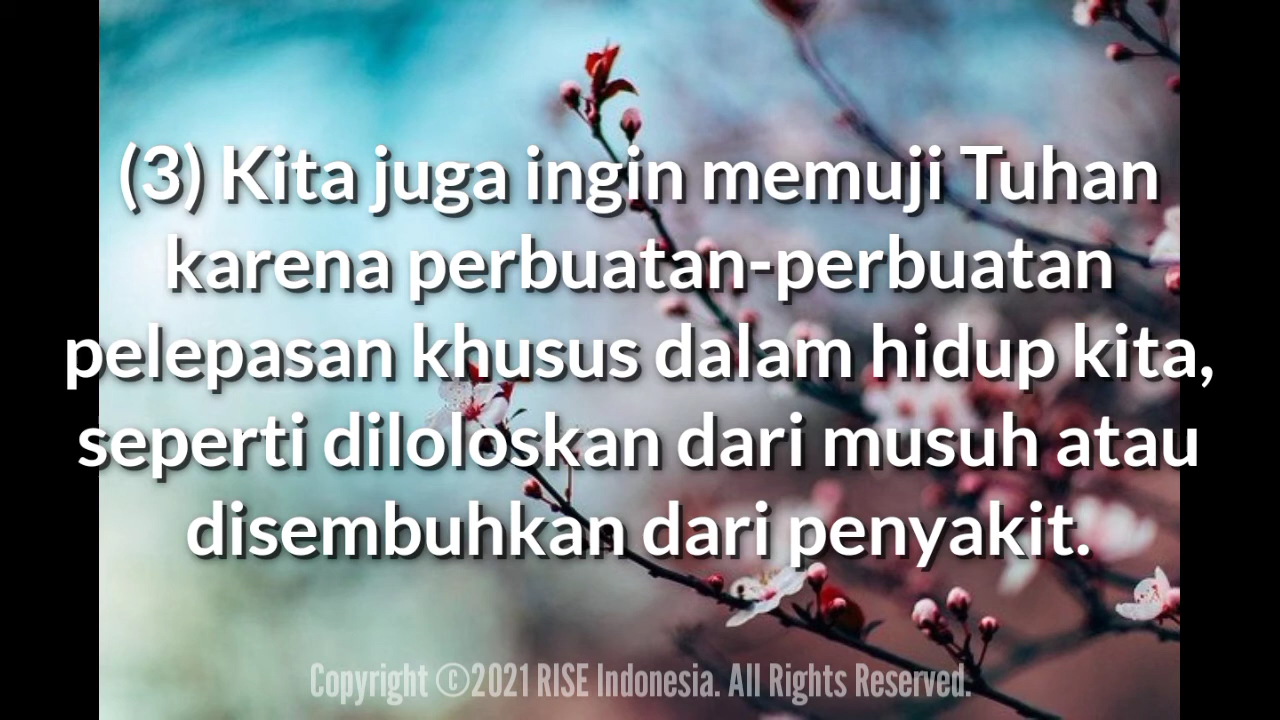 (3) Kita juga ingin memuji Tuhan
karena perbuatan-perbuatan
pelepasan khusus dalam hidup kita,
seperti diloloskan dari musuh atau
disembuhkan dari penyakit.
Copyright ©2021 RISE Indonesia. All Rights Reserved.